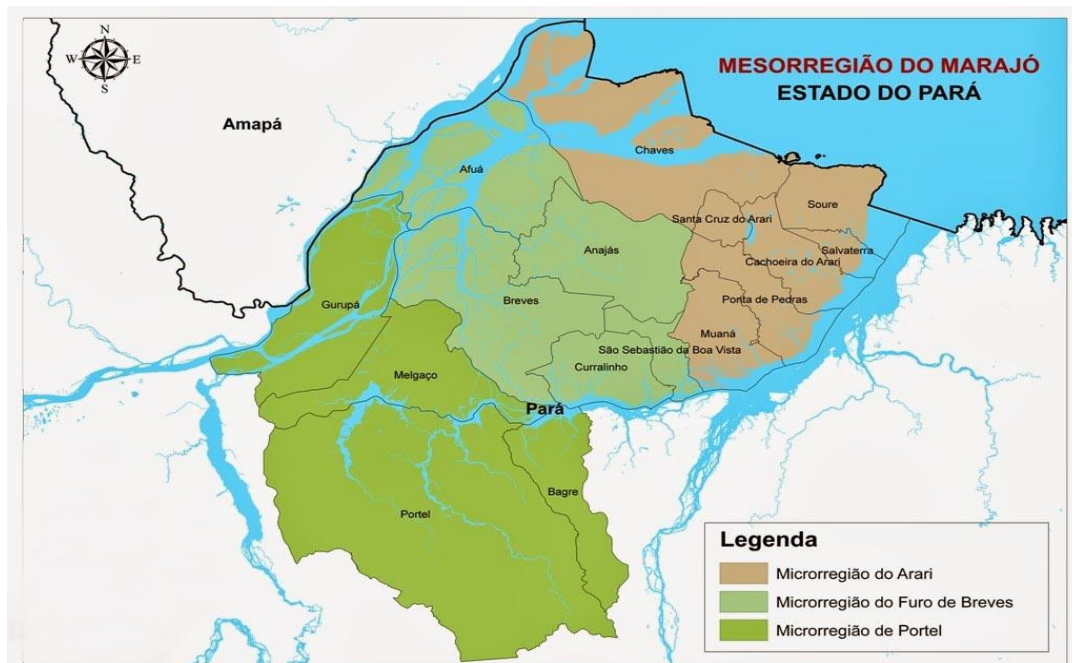 N
W E
S
MESORREGIÃO DO MARAJÓ
ESTADO DO PARÁ
Amapá
Chaves
Afuá
Soure
Santa Cruz do Arari
Anajás
Salvaterra
Cachoeira do Arari
Breves
Ponta de Pedras
Gurupá
Muaná
São Sebastião da Boa Vista
Curralinho
Melgaço
Pará
Bagre
Portel
Legenda
Microrregião do Arari
Microrregião do Furo de Breves
Microrregião de Portel